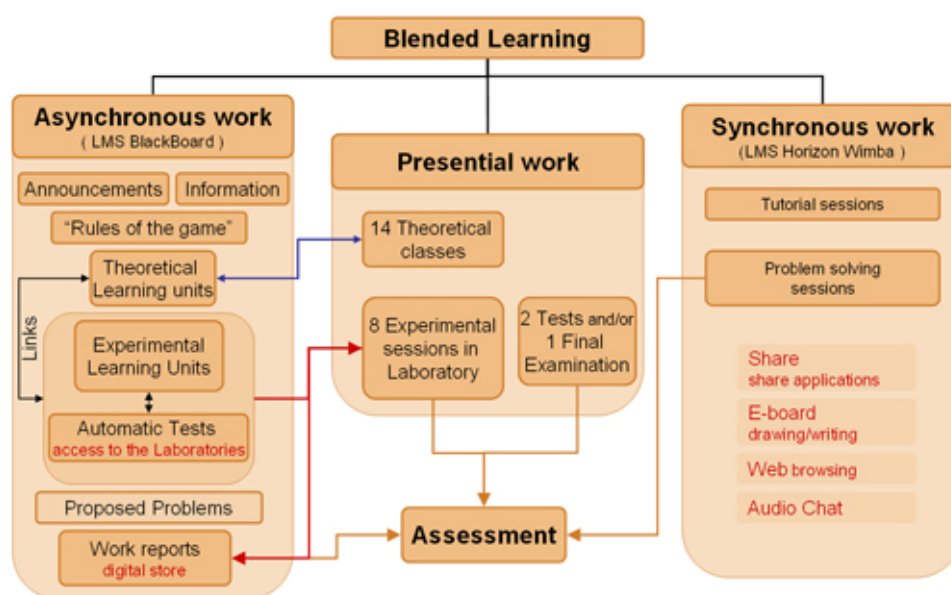 Blended Learning
Asynchronous work
( LMS BlackBoard )
Announcements
Information
“Rules of the game”
Theoretical
Learning units
Links
Experimental
Learning Units
Automatic Tests
access to the Laboratories
Proposed Problems
Work reports
digital store
Presential work
14 Theoretical
classes
8 Experimental
sessions in
Laboratory
2 Tests and/or
1 Final
Examination
Assessment
Synchronous work
(LMS Horizon Wimba )
Tutorial sessions
Problem solving
sessions
Share
share applications
E-board
drawing/writing
Web browsing
Audio Chat